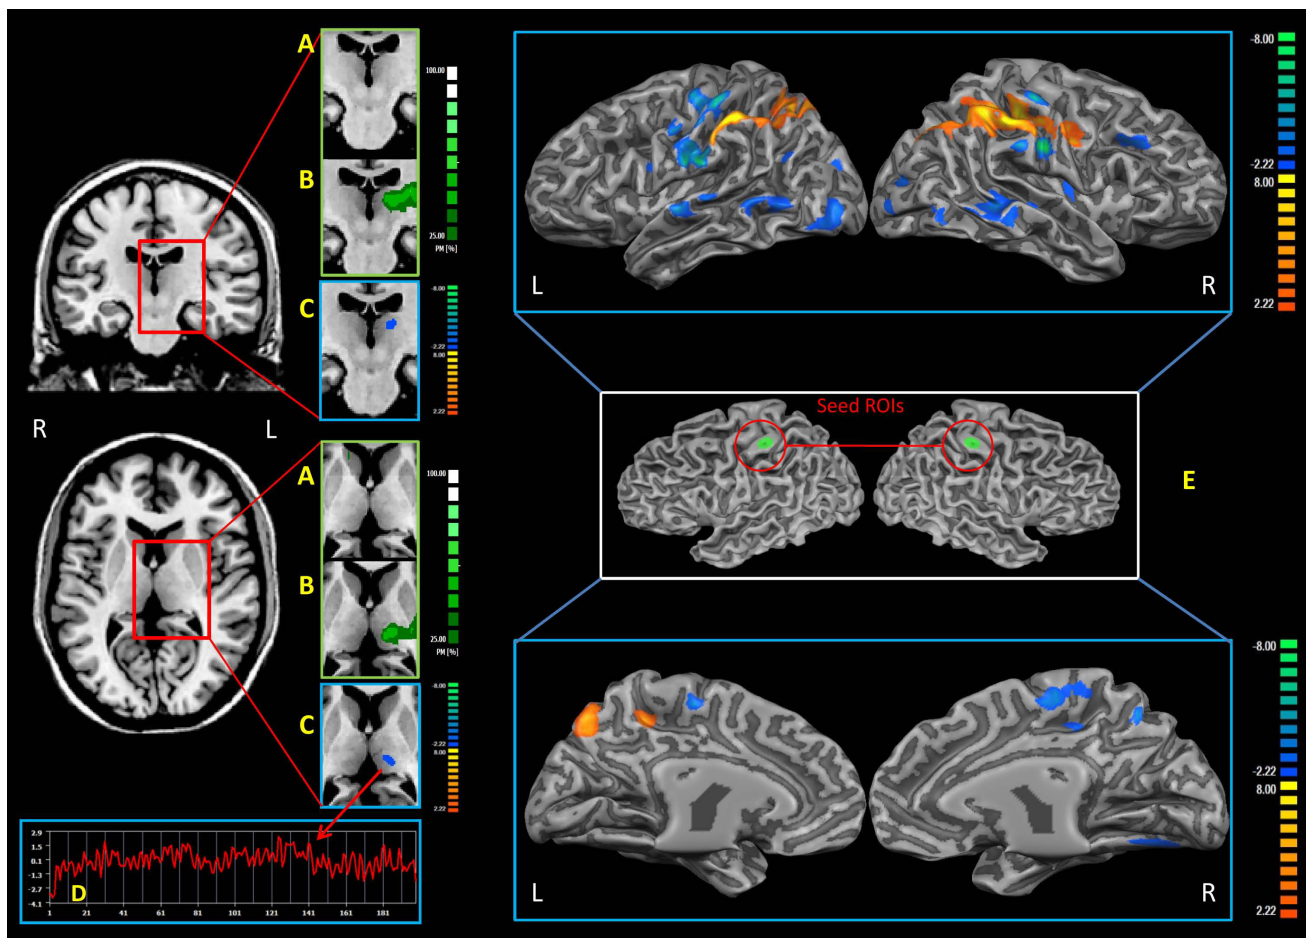 A
100.00
B
25.00
PM [%]
C
-8.00
-2.22
8.00
2.22
R
L
A
100.00
B
25.00
PM [%]
C
-8.00
-2.22
8.00
2.22
2.9
1.5
0.1
-1.3
-2.7
-4.1
D
1 21 41 61 81 101 121 141 161 181
L
R
-8.00
-2.22
8.00
2.22
Seed ROIs
E
L
R
-8.00
-2.22
8.00
2.22